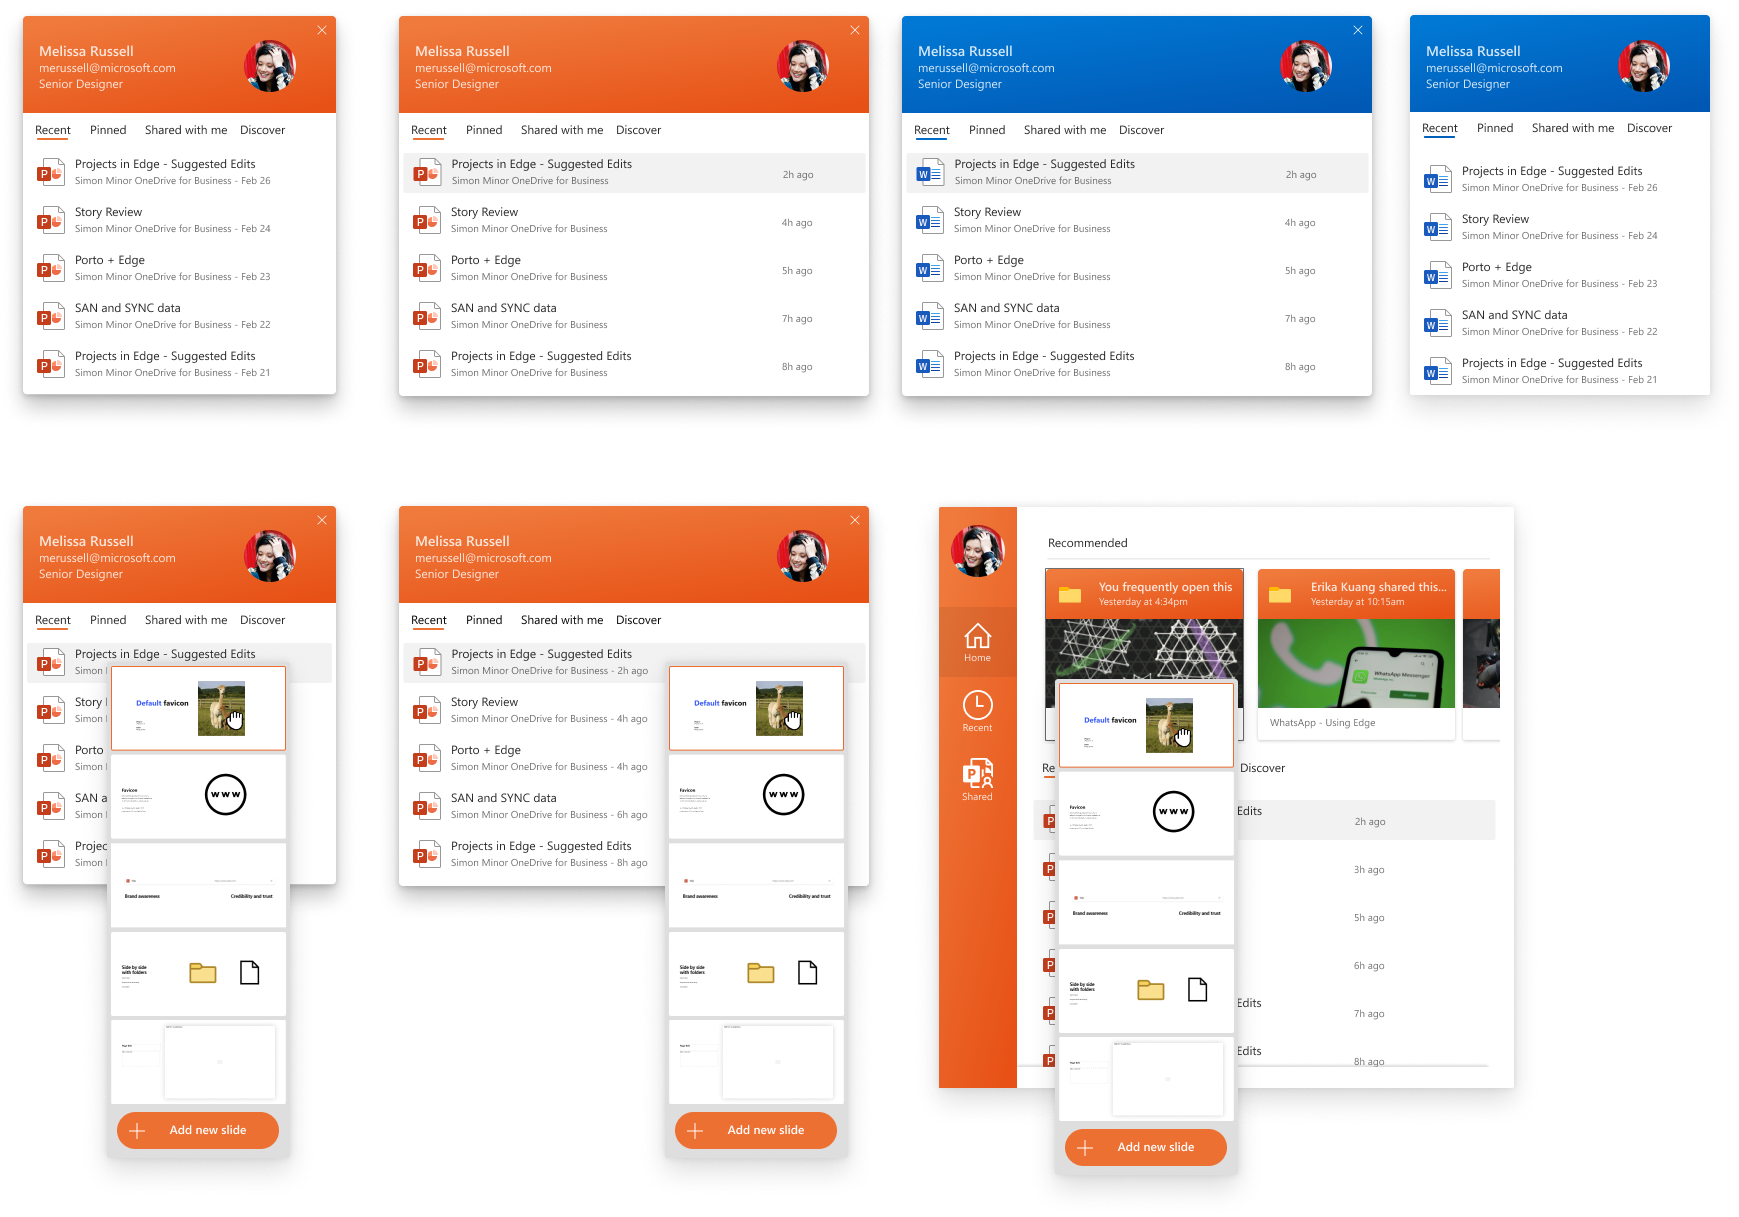 Melissa Russell
merussell@microsoft.com
Senior Designer
Recent Pinned Shared with me Discover
Projects in Edge - Suggested Edits
Simon Minor OneDrive for Business - Feb 26
Story Review
Simon Minor OneDrive for Business - Feb 24
Porto + Edge
Simon Minor OneDrive for Business - Feb 23
SAN and SYNC data
Simon Minor OneDrive for Business - Feb 22
Projects in Edge - Suggested Edits
Simon Minor OneDrive for Business - Feb 21
Melissa Russell
merussell@microsoft.com
Senior Designer
Recent Pinned Shared with me Discover
Projects in Edge - Suggested Edits
Simon Minor OneDrive for Business 2h ago
Story Review
Simon Minor OneDrive for Business 4h ago
Porto + Edge
Simon Minor OneDrive for Business 5h ago
SAN and SYNC data
Simon Minor OneDrive for Business 7h ago
Projects in Edge - Suggested Edits
Simon Minor OneDrive for Business 8h ago
Melissa Russell
merussell@microsoft.com
Senior Designer
Recent Pinned Shared with me Discover
Projects in Edge - Suggested Edits
Simon Minor OneDrive for Business 2h ago
Story Review
Simon Minor OneDrive for Business 4h ago
Porto + Edge
Simon Minor OneDrive for Business 5h ago
SAN and SYNC data
Simon Minor OneDrive for Business 7h ago
Projects in Edge - Suggested Edits
Simon Minor OneDrive for Business 8h ago
Melissa Russell
merussell@microsoft.com
Senior Designer
Recent Pinned Shared with me Discover
Projects in Edge - Suggested Edits
Simon Minor OneDrive for Business - Feb 26
Story Review
Simon Minor OneDrive for Business - Feb 24
Porto + Edge
Simon Minor OneDrive for Business - Feb 23
SAN and SYNC data
Simon Minor OneDrive for Business - Feb 22
Projects in Edge - Suggested Edits
Simon Minor OneDrive for Business - Feb 21
Melissa Russell
merussell@microsoft.com
Senior Designer
Recent Pinned Shared with me Discover
Projects in Edge - Suggested Edits
Simon
Story
Simon
Porto
Simon
SAN a
Simon
Projec
Simon
Default favicon
Favicon
www
Brand awareness Credibility and trust
Side by side
with folders
Add new slide
Melissa Russell
merussell@microsoft.com
Senior Designer
Recent Pinned Shared with me Discover
Projects in Edge - Suggested Edits
Simon Minor OneDrive for Business - 2h ago
Story Review
Simon Minor OneDrive for Business - 4h ago
Porto + Edge
Simon Minor OneDrive for Business - 4h ago
SAN and SYNC data
Simon Minor OneDrive for Business - 6h ago
Projects in Edge - Suggested Edits
Simon Minor OneDrive for Business - 8h ago
Default favicon
Favicon
www
Brand awareness Credibility and trust
Side by side
with folders
Add new slide
Home
Recent
Shared
Recommended
You frequently open this
Yesterday at 4:34pm
Erika Kuang shared this...
Yesterday at 10:15am
WhatsApp Messenger
WhatsApp - Using Edge
Re Discover
Edits
2h ago
3h ago
5h ago
6h ago
Edits
7h ago
Edits
8h ago
Default favicon
Favicon
www
Brand awareness Credibility and trust
Side by side
with folders
Add new slide